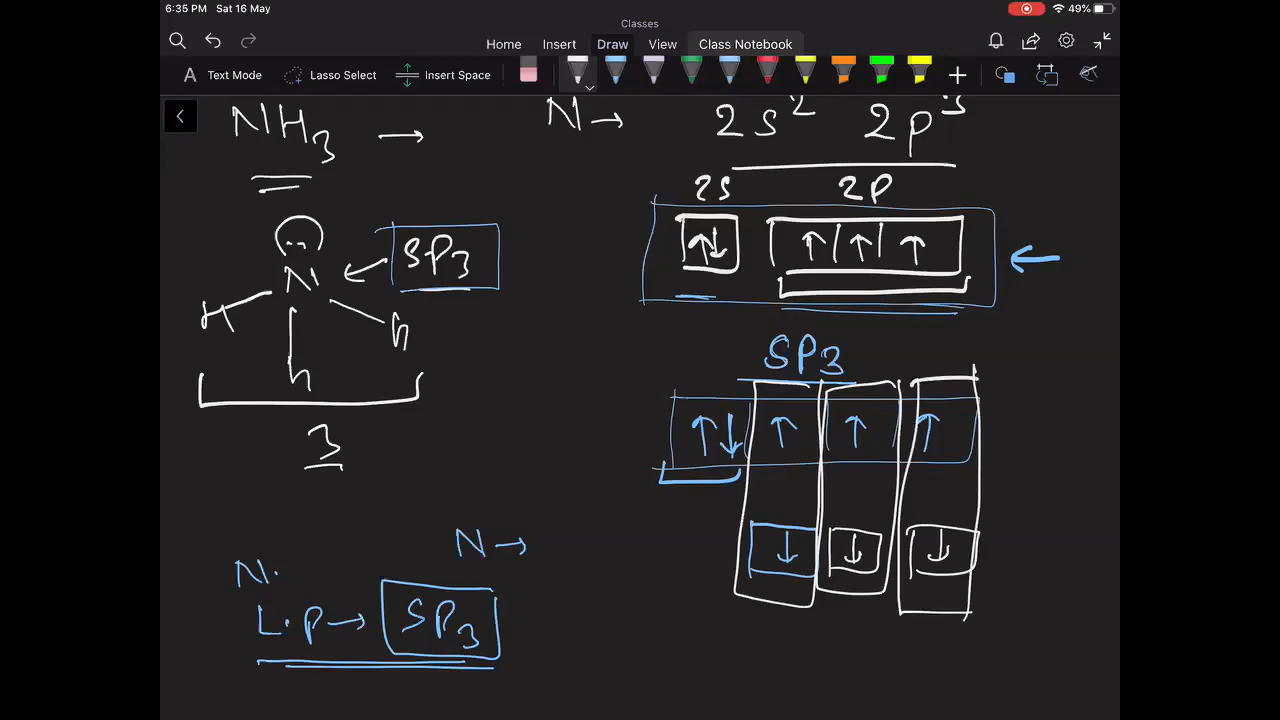 6:35 PM Sat 16 May
49%
Classes
Home Insert Draw View Class Notebook
Text Mode Lasso Select Insert Space
NH3 → N → 2s² 2p³
2S 2P
↑↓ ↑ ↑ ↑
SP3
N
H h
h
3
SP3
↑↓ ↑ ↑ ↑
↓ ↓ ↓
N →
N.
L.P → SP3